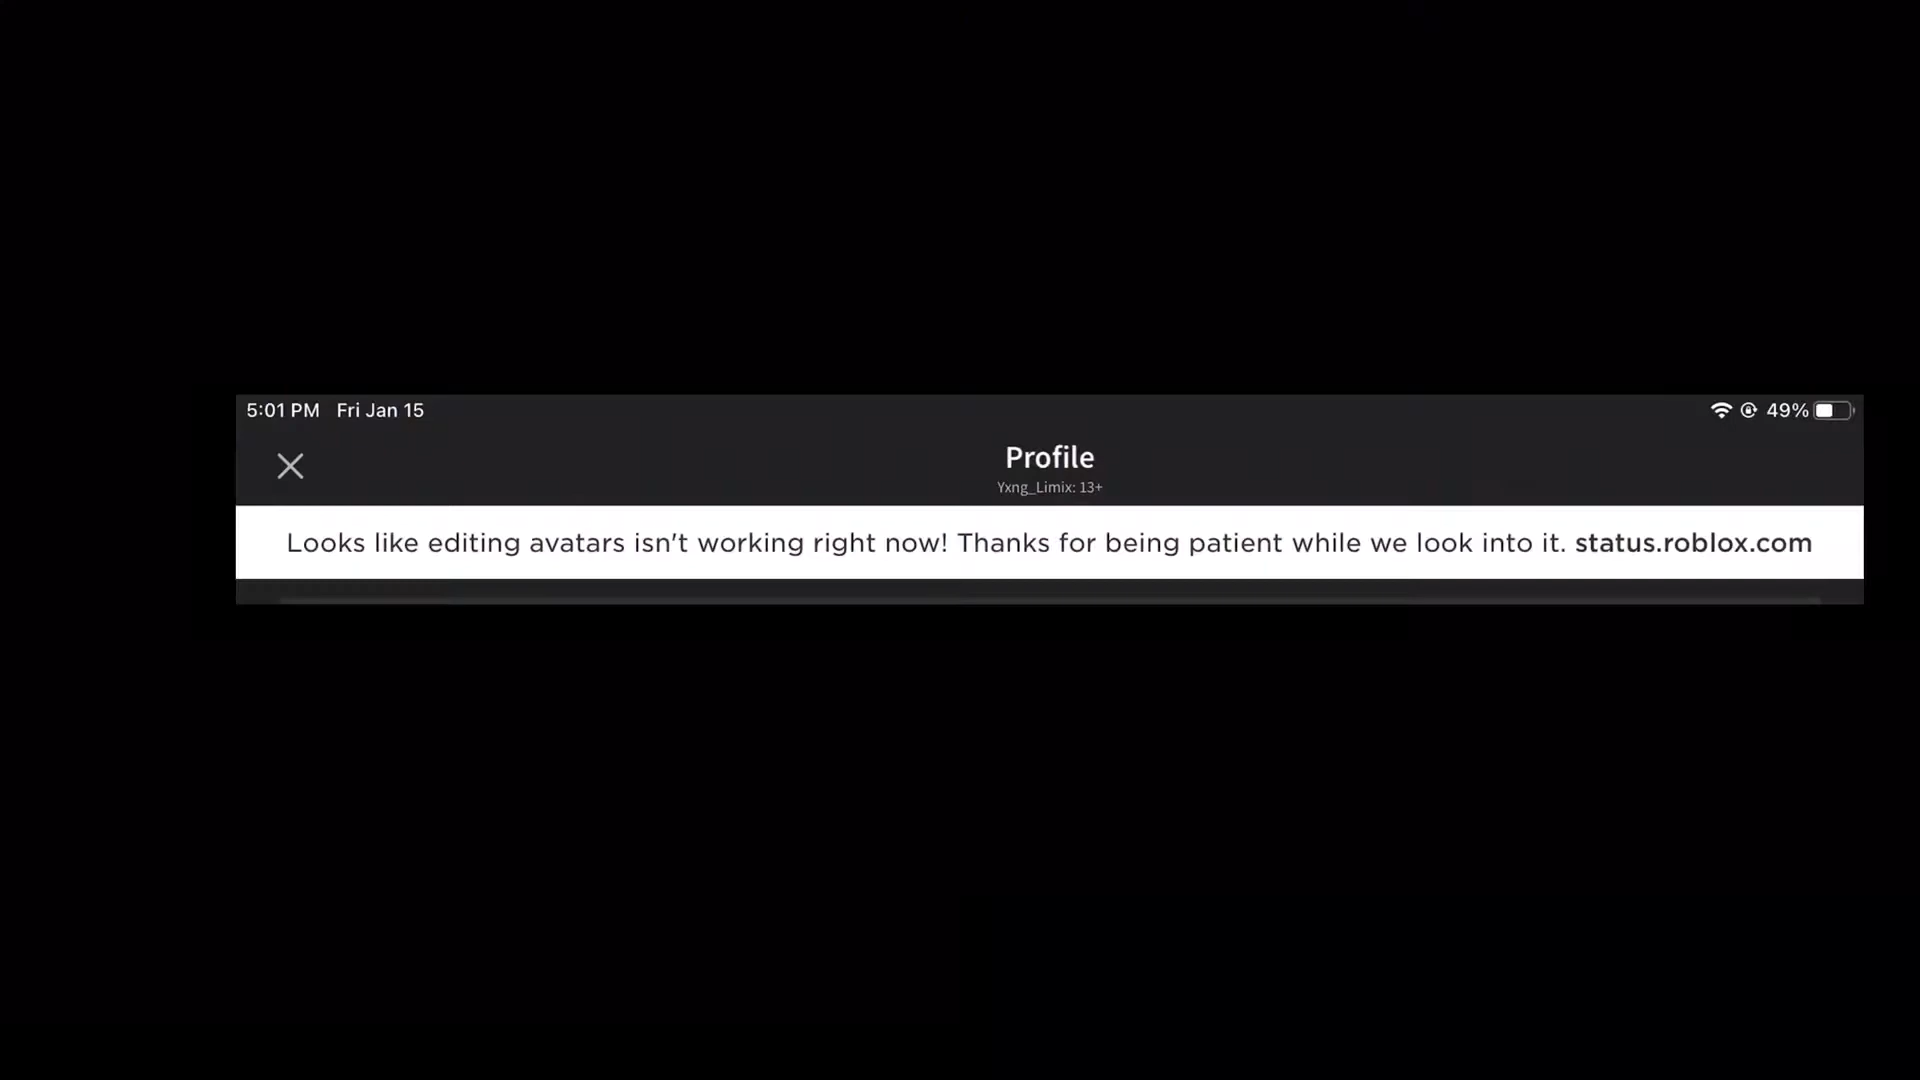 5:01 PM Fri Jan 15 49%
Profile
Yxng_Limix: 13+
Looks like editing avatars isn't working right now! Thanks for being patient while we look into it. status.roblox.com